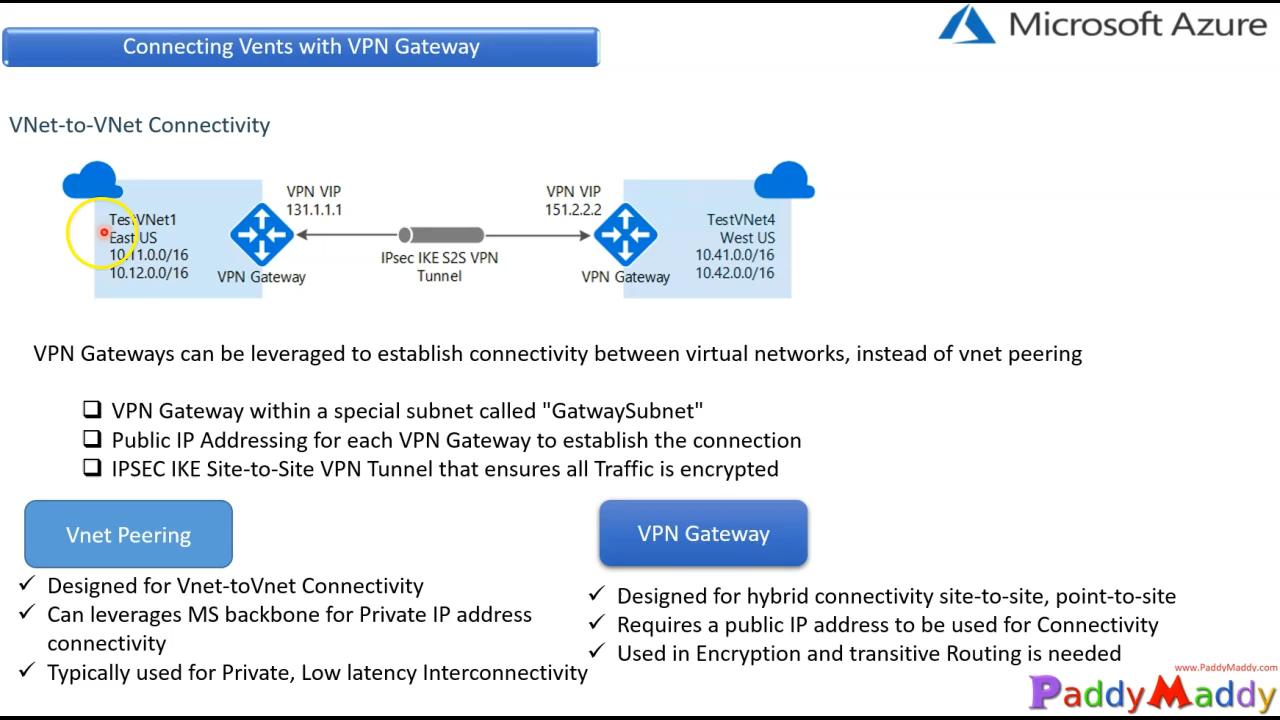 Microsoft Azure
Connecting Vents with VPN Gateway
VNet-to-VNet Connectivity
VPN VIP
131.1.1.1
VPN VIP
151.2.2.2
TestVNet1
East US
10.11.0.0/16
10.12.0.0/16
VPN Gateway
IPsec IKE S2S VPN
Tunnel
VPN Gateway
TestVNet4
West US
10.41.0.0/16
10.42.0.0/16
VPN Gateways can be leveraged to establish connectivity between virtual networks, instead of vnet peering
VPN Gateway within a special subnet called "GatwaySubnet"
Public IP Addressing for each VPN Gateway to establish the connection
IPSEC IKE Site-to-Site VPN Tunnel that ensures all Traffic is encrypted
Vnet Peering
Designed for Vnet-toVnet Connectivity
Can leverages MS backbone for Private IP address
connectivity
Typically used for Private, Low latency Interconnectivity
VPN Gateway
Designed for hybrid connectivity site-to-site, point-to-site
Requires a public IP address to be used for Connectivity
Used in Encryption and transitive Routing is needed
www.PaddyMaddy.com
PaddyMaddy